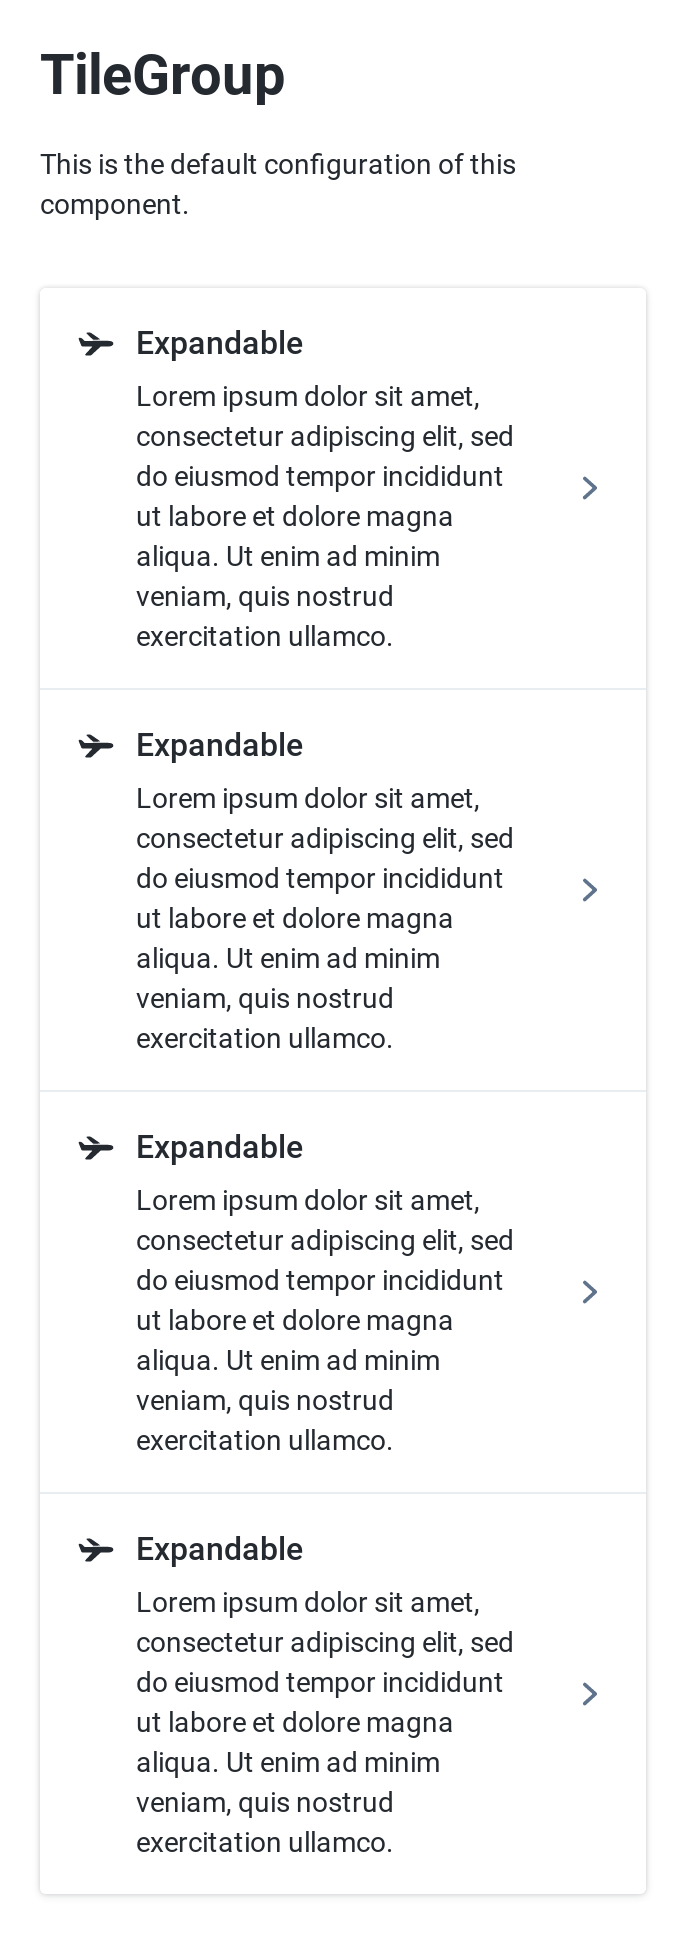 TileGroup
This is the default configuration of this
component.
Expandable
Lorem ipsum dolor sit amet,
consectetur adipiscing elit, sed
do eiusmod tempor incididunt
ut labore et dolore magna
aliqua. Ut enim ad minim
veniam, quis nostrud
exercitation ullamco.
Expandable
Lorem ipsum dolor sit amet,
consectetur adipiscing elit, sed
do eiusmod tempor incididunt
ut labore et dolore magna
aliqua. Ut enim ad minim
veniam, quis nostrud
exercitation ullamco.
Expandable
Lorem ipsum dolor sit amet,
consectetur adipiscing elit, sed
do eiusmod tempor incididunt
ut labore et dolore magna
aliqua. Ut enim ad minim
veniam, quis nostrud
exercitation ullamco.
Expandable
Lorem ipsum dolor sit amet,
consectetur adipiscing elit, sed
do eiusmod tempor incididunt
ut labore et dolore magna
aliqua. Ut enim ad minim
veniam, quis nostrud
exercitation ullamco.